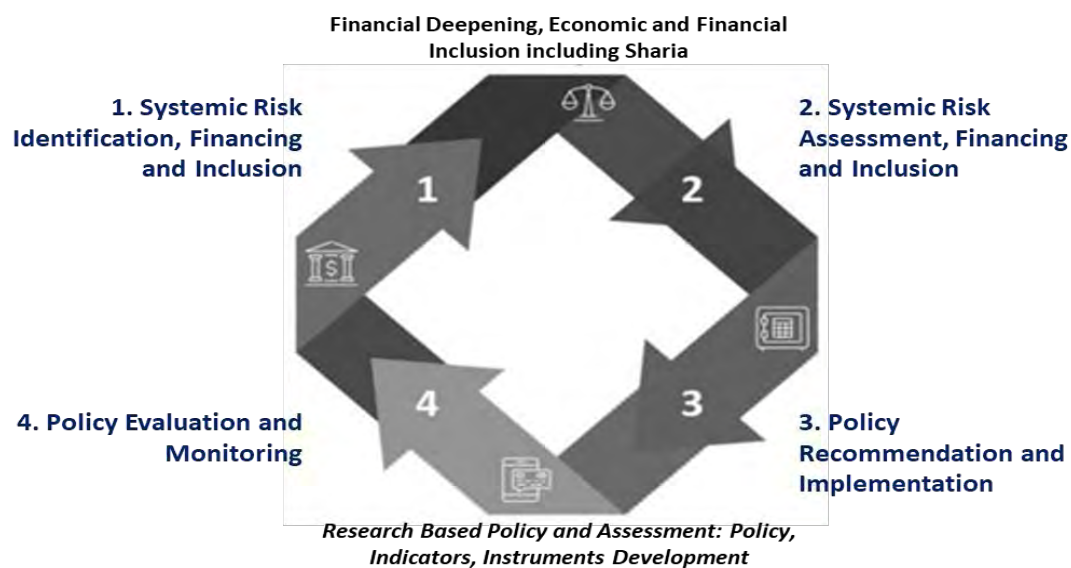 Financial Deepening, Economic and Financial
Inclusion including Sharia
1. Systemic Risk
Identification, Financing
and Inclusion
2. Systemic Risk
Assessment, Financing
and Inclusion
1
2
$
4
3
4. Policy Evaluation and
Monitoring
3. Policy
Recommendation and
Implementation
Research Based Policy and Assessment: Policy,
Indicators, Instruments Development